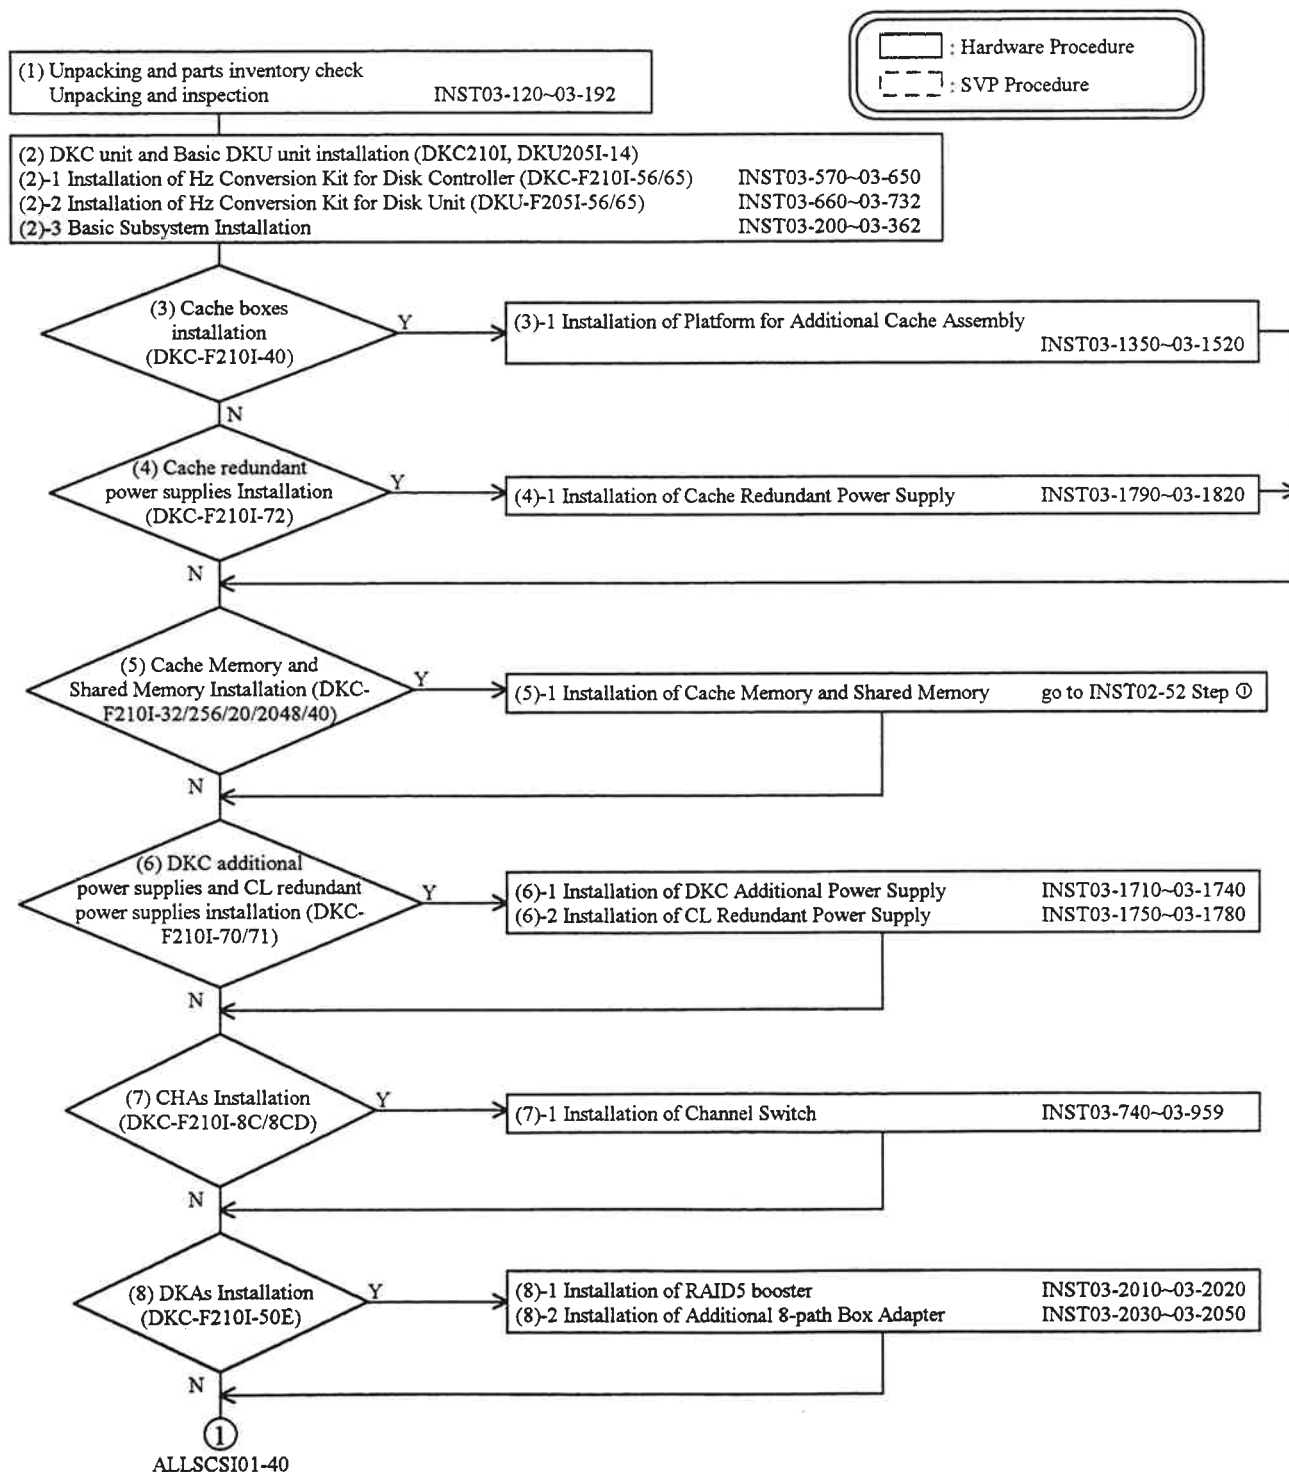 : Hardware Procedure
: SVP Procedure
(1) Unpacking and parts inventory check
Unpacking and inspection INST03-120~03-192
(2) DKC unit and Basic DKU unit installation (DKC210I, DKU205I-14)
(2)-1 Installation of Hz Conversion Kit for Disk Controller (DKC-F210I-56/65) INST03-570~03-650
(2)-2 Installation of Hz Conversion Kit for Disk Unit (DKU-F205I-56/65) INST03-660~03-732
(2)-3 Basic Subsystem Installation INST03-200~03-362
(3) Cache boxes
installation
(DKC-F210I-40)
Y
(3)-1 Installation of Platform for Additional Cache Assembly
INST03-1350~03-1520
N
(4) Cache redundant
power supplies Installation
(DKC-F210I-72)
Y
(4)-1 Installation of Cache Redundant Power Supply INST03-1790~03-1820
N
(5) Cache Memory and
Shared Memory Installation (DKC-
F210I-32/256/20/2048/40)
Y
(5)-1 Installation of Cache Memory and Shared Memory go to INST02-52 Step ①
N
(6) DKC additional
power supplies and CL redundant
power supplies installation (DKC-
F210I-70/71)
Y
(6)-1 Installation of DKC Additional Power Supply INST03-1710~03-1740
(6)-2 Installation of CL Redundant Power Supply INST03-1750~03-1780
N
(7) CHAs Installation
(DKC-F210I-8C/8CD)
Y
(7)-1 Installation of Channel Switch INST03-740~03-959
N
(8) DKAs Installation
(DKC-F210I-50E)
Y
(8)-1 Installation of RAID5 booster INST03-2010~03-2020
(8)-2 Installation of Additional 8-path Box Adapter INST03-2030~03-2050
N
1
ALLSCSI01-40